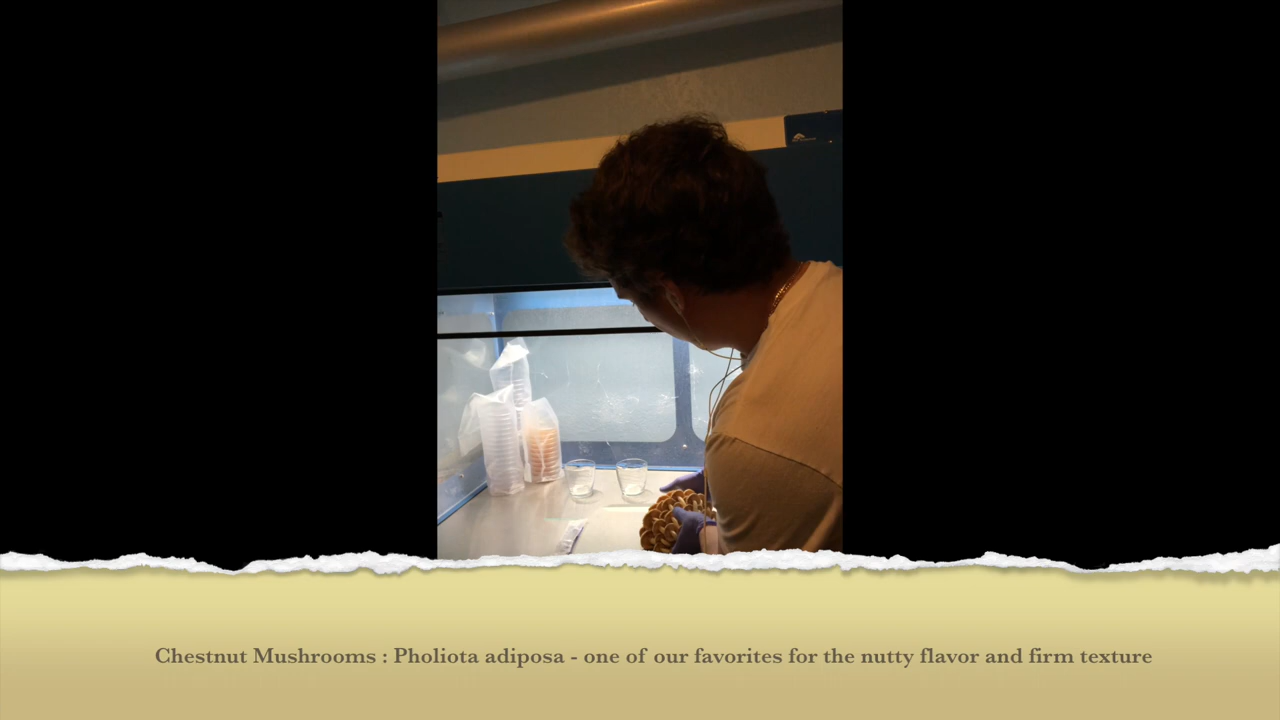 Chestnut Mushrooms : Pholiota adiposa - one of our favorites for the nutty flavor and firm texture